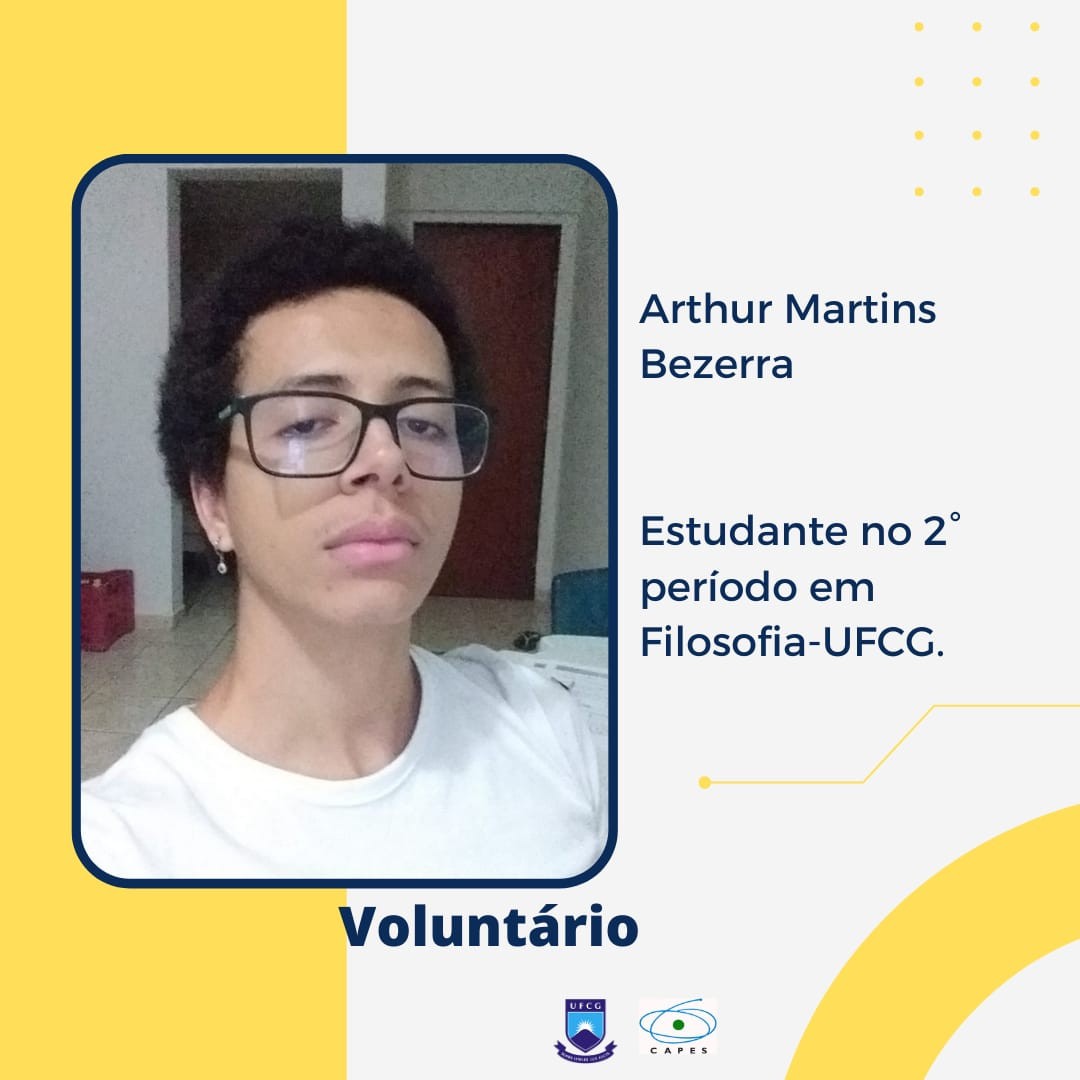 Arthur Martins
Bezerra
Estudante no 2°
período em
Filosofia-UFCG.
Voluntário
UFCG
CAPES